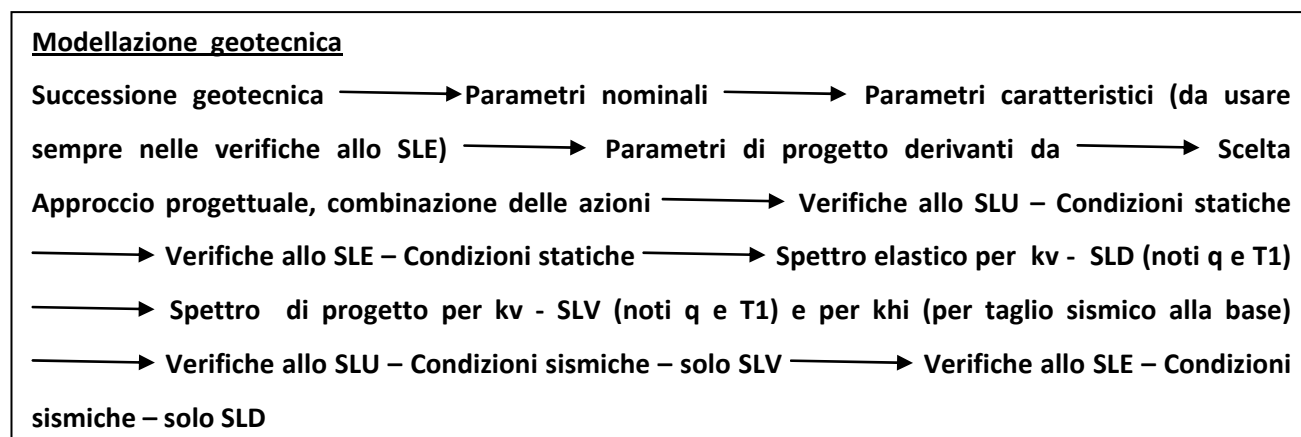 Modellazione geotecnica
Successione geotecnica ⟶ Parametri nominali ⟶ Parametri caratteristici (da usare
sempre nelle verifiche allo SLE) ⟶ Parametri di progetto derivanti da ⟶ Scelta
Approccio progettuale, combinazione delle azioni ⟶ Verifiche allo SLU – Condizioni statiche
⟶ Verifiche allo SLE – Condizioni statiche ⟶ Spettro elastico per kv - SLD (noti q e T1)
⟶ Spettro di progetto per kv - SLV (noti q e T1) e per khi (per taglio sismico alla base)
⟶ Verifiche allo SLU – Condizioni sismiche – solo SLV ⟶ Verifiche allo SLE – Condizioni
sismiche – solo SLD